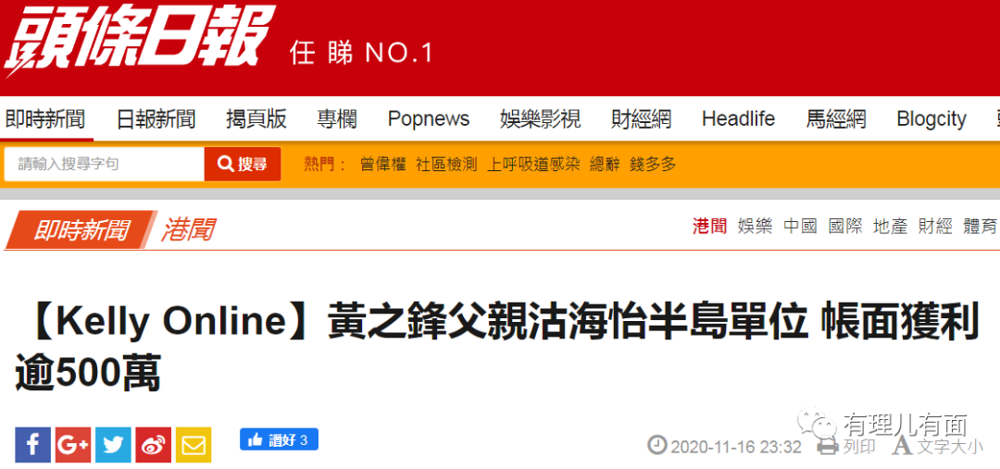 頭條日報 任睇NO.1
即時新聞 日報新聞 揭頁版 專欄 Popnews 娛樂影視 財經網 Headlife 馬經網 Blogcity
請輸入搜尋字句 搜尋 熱門： 曾偉權 社區檢測 上呼吸道感染 總辭 錢多多
即時新聞 港聞 港聞 娛樂 中國 國際 地產 財經 體育
【Kelly Online】黃之鋒父親沽海怡半島單位 帳面獲利
逾500萬
有理儿有面
f G+ 讚好 3 2020-11-16 23:32 列印 A 文字大小